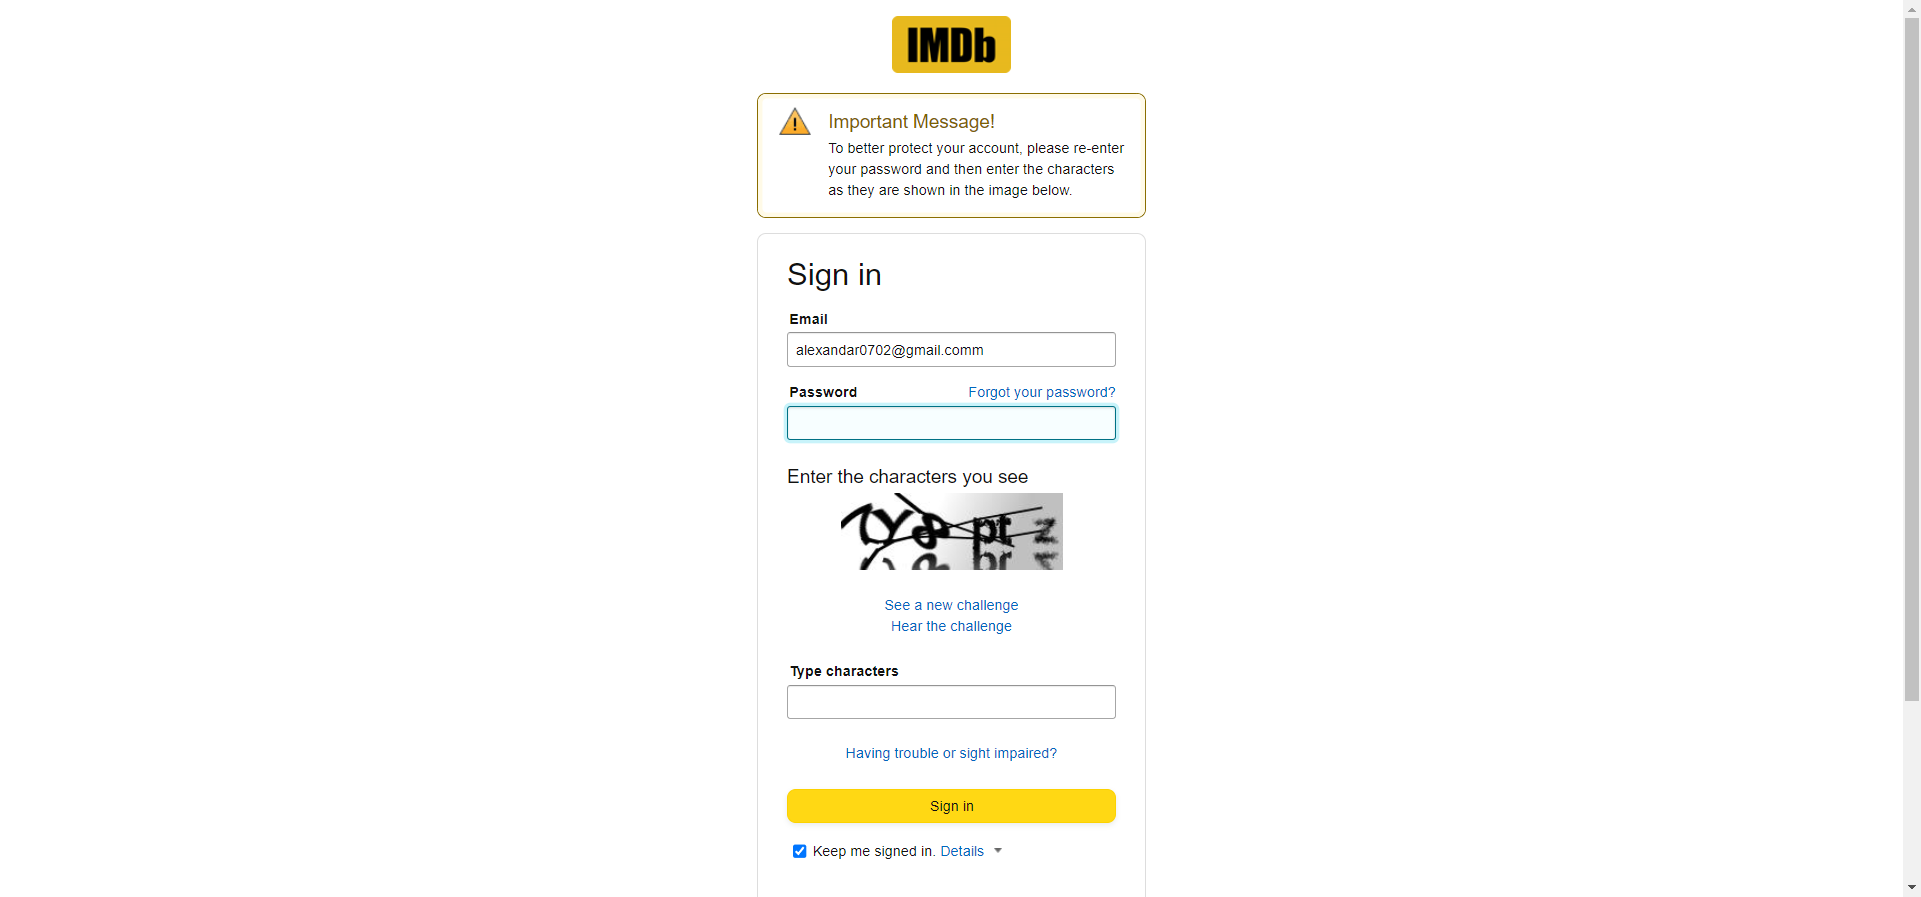 IMDb
Important Message!
To better protect your account, please re-enter
your password and then enter the characters
as they are shown in the image below.
Sign in
Email
alexandar0702@gmail.comm
Password Forgot your password?
Enter the characters you see
See a new challenge
Hear the challenge
Type characters
Having trouble or sight impaired?
Sign in
Keep me signed in. Details